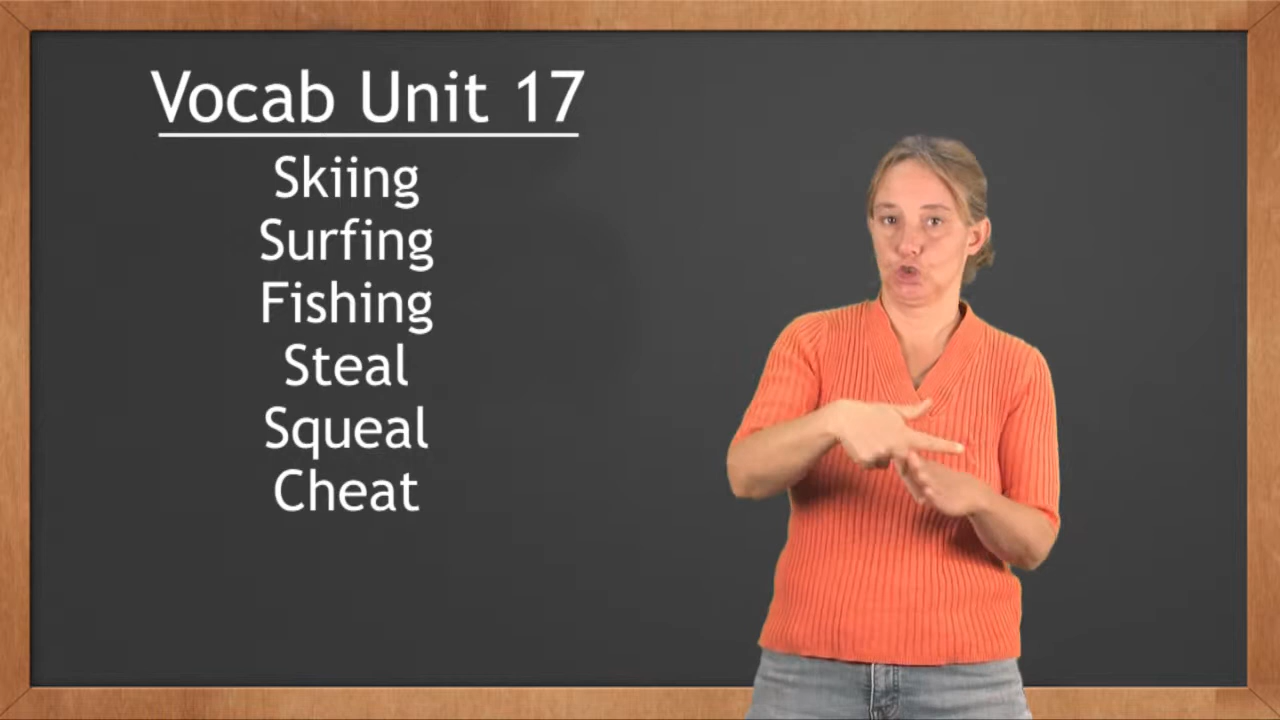 Vocab Unit 17
Skiing
Surfing
Fishing
Steal
Squeal
Cheat